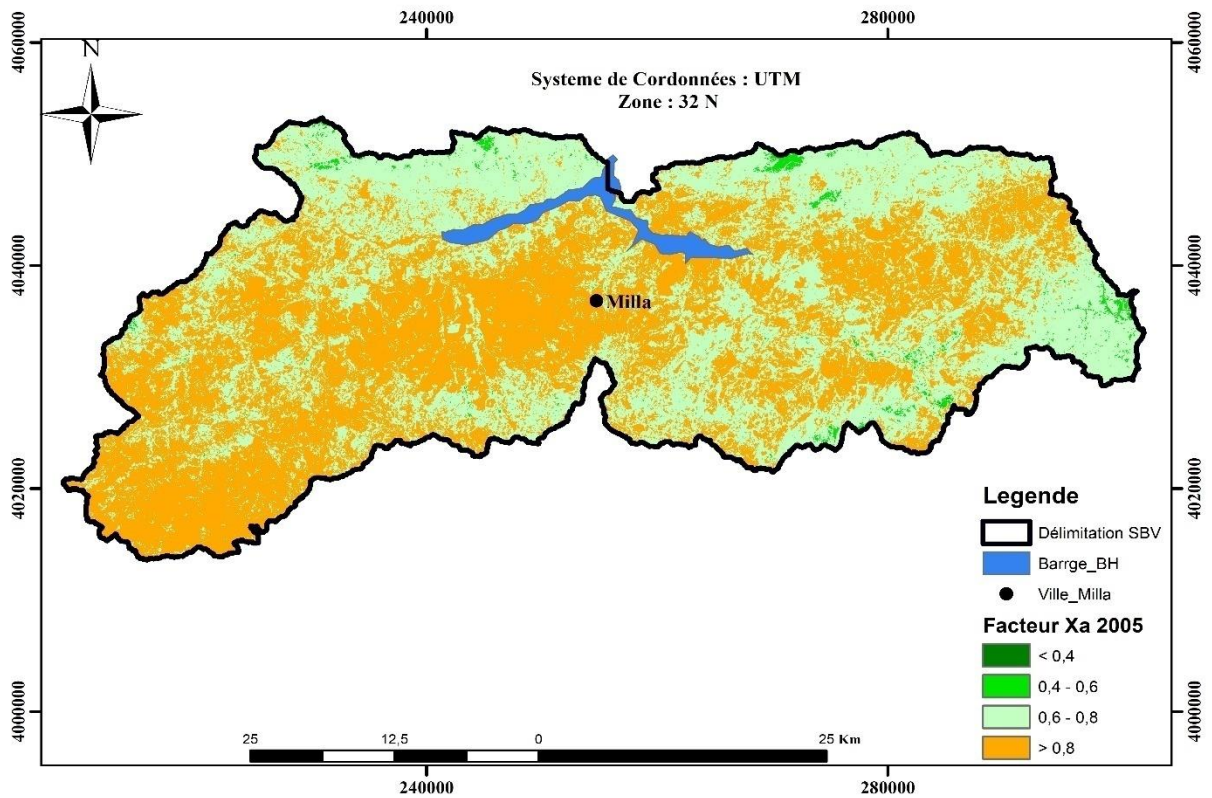 240000 280000
4060000 4060000
N
Systeme de Cordonnées : UTM
Zone : 32 N
4040000 4040000
Milla
4020000 4020000
Legende
Délimitation SBV
Barrge_BH
Ville_Milla
Facteur Xa 2005
< 0,4
0,4 - 0,6
0,6 - 0,8
> 0,8
4000000 4000000
25 12,5 0 25 Km
240000 280000